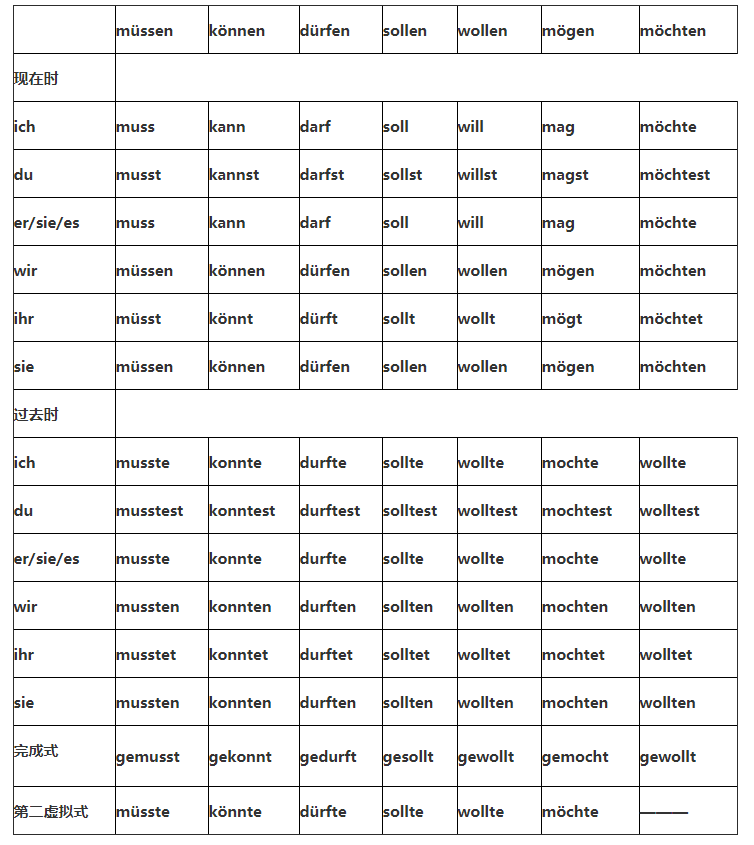 müssen können dürfen sollen wollen mögen möchten
现在时
ich muss kann darf soll will mag möchte
du musst kannst darfst sollst willst magst möchtest
er/sie/es muss kann darf soll will mag möchte
wir müssen können dürfen sollen wollen mögen möchten
ihr müsst könnt dürft sollt wollt mögt möchtet
sie müssen können dürfen sollen wollen mögen möchten
过去时
ich musste konnte durfte sollte wollte mochte wollte
du musstest konntest durftest solltest wolltest mochtest wolltest
er/sie/es musste konnte durfte sollte wollte mochte wollte
wir mussten konnten durften sollten wollten mochten wollten
ihr musstet konntet durftet solltet wolltet mochtet wolltet
sie mussten konnten durften sollten wollten mochten wollten
完成式 gemusst gekonnt gedurft gesollt gewollt gemocht gewollt
第二虚拟式 müsste könnte dürfte sollte wollte möchte ———